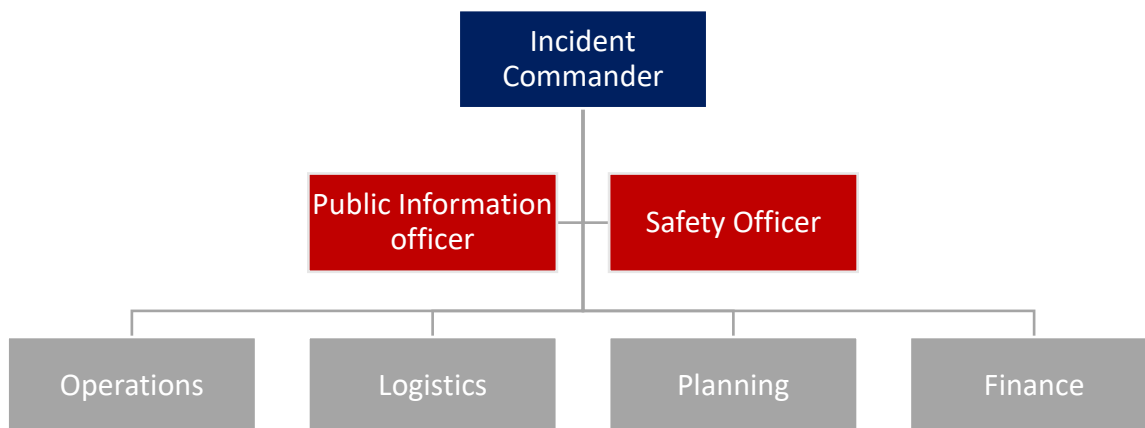 Incident
Commander
Public Information
officer
Safety Officer
Operations
Logistics
Planning
Finance